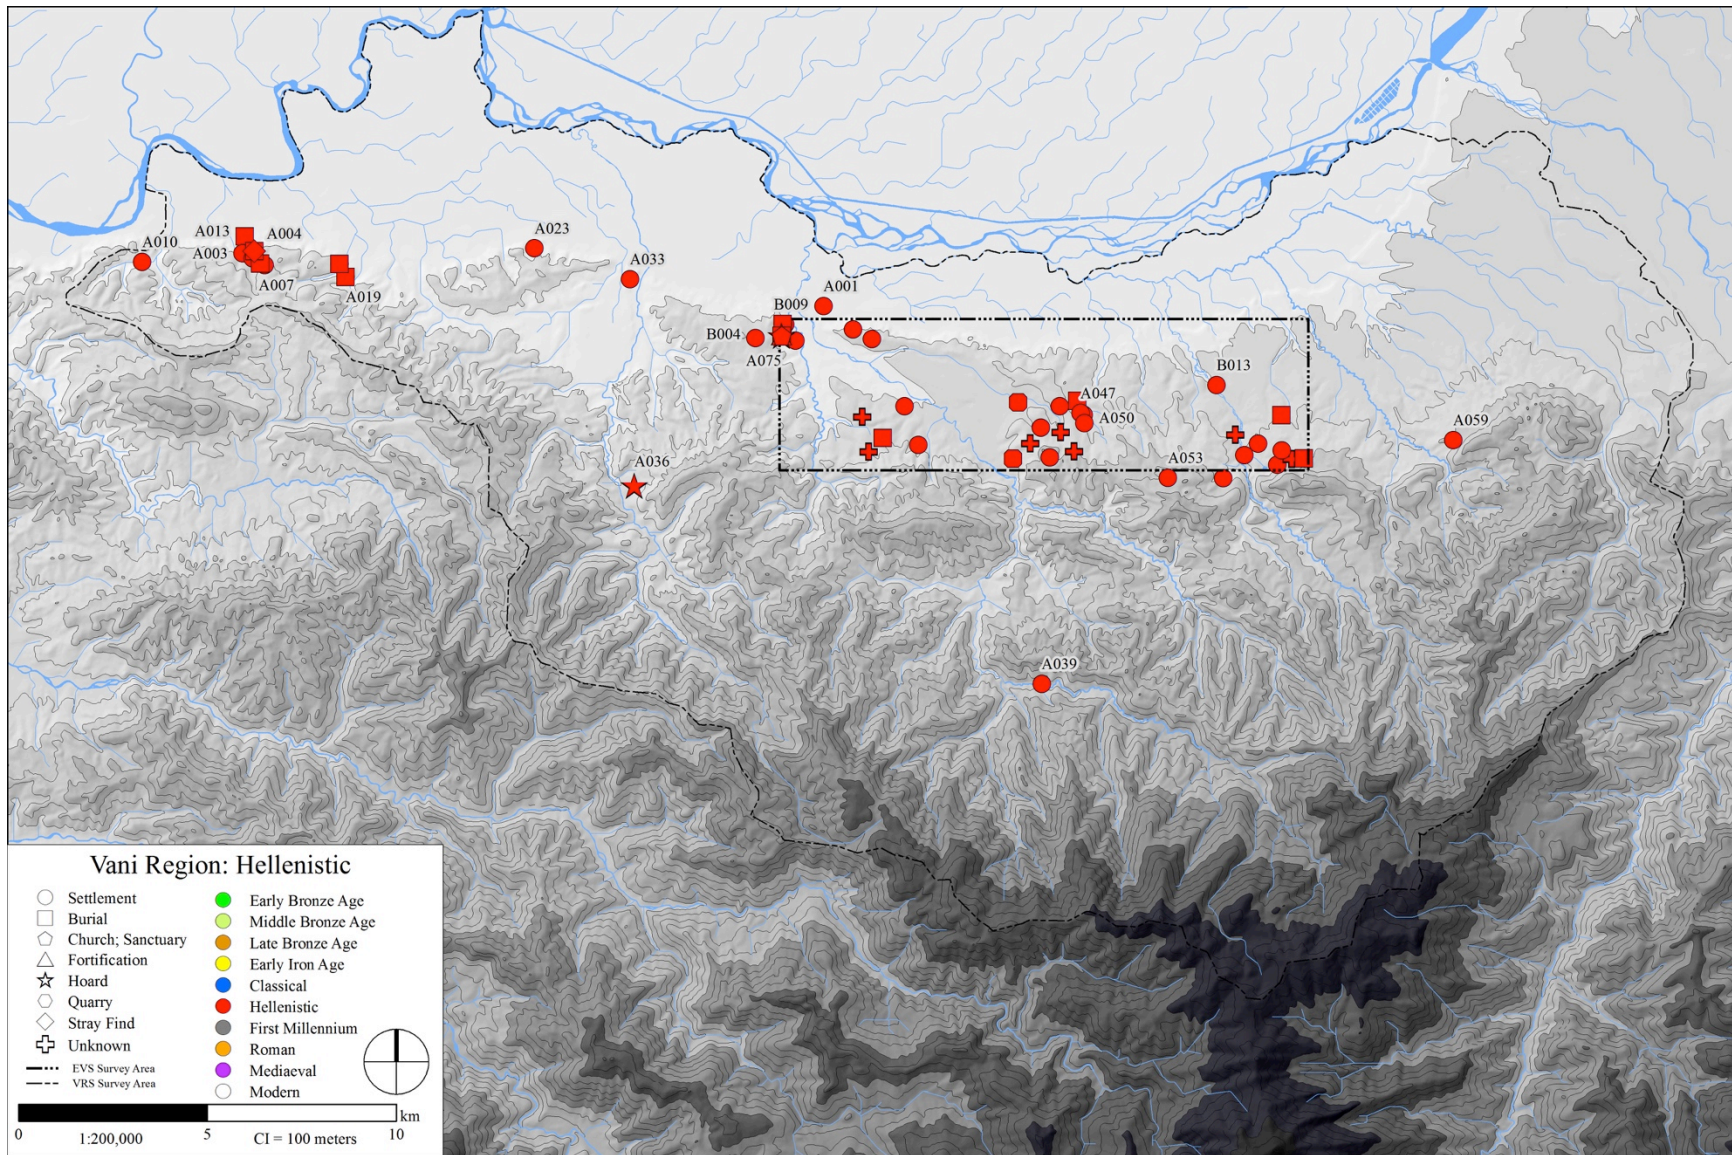 A013
A004
A010
A003
A007
A019
A023
A033
A001
B009
B004
A075
B013
A047
A050
A059
A053
A036
A039
Vani Region: Hellenistic
Settlement
Burial
Church; Sanctuary
Fortification
Hoard
Quarry
Stray Find
Unknown
EVS Survey Area
VRS Survey Area
Early Bronze Age
Middle Bronze Age
Late Bronze Age
Early Iron Age
Classical
Hellenistic
First Millennium
Roman
Mediaeval
Modern
km
0 5 10
1:200,000 CI = 100 meters